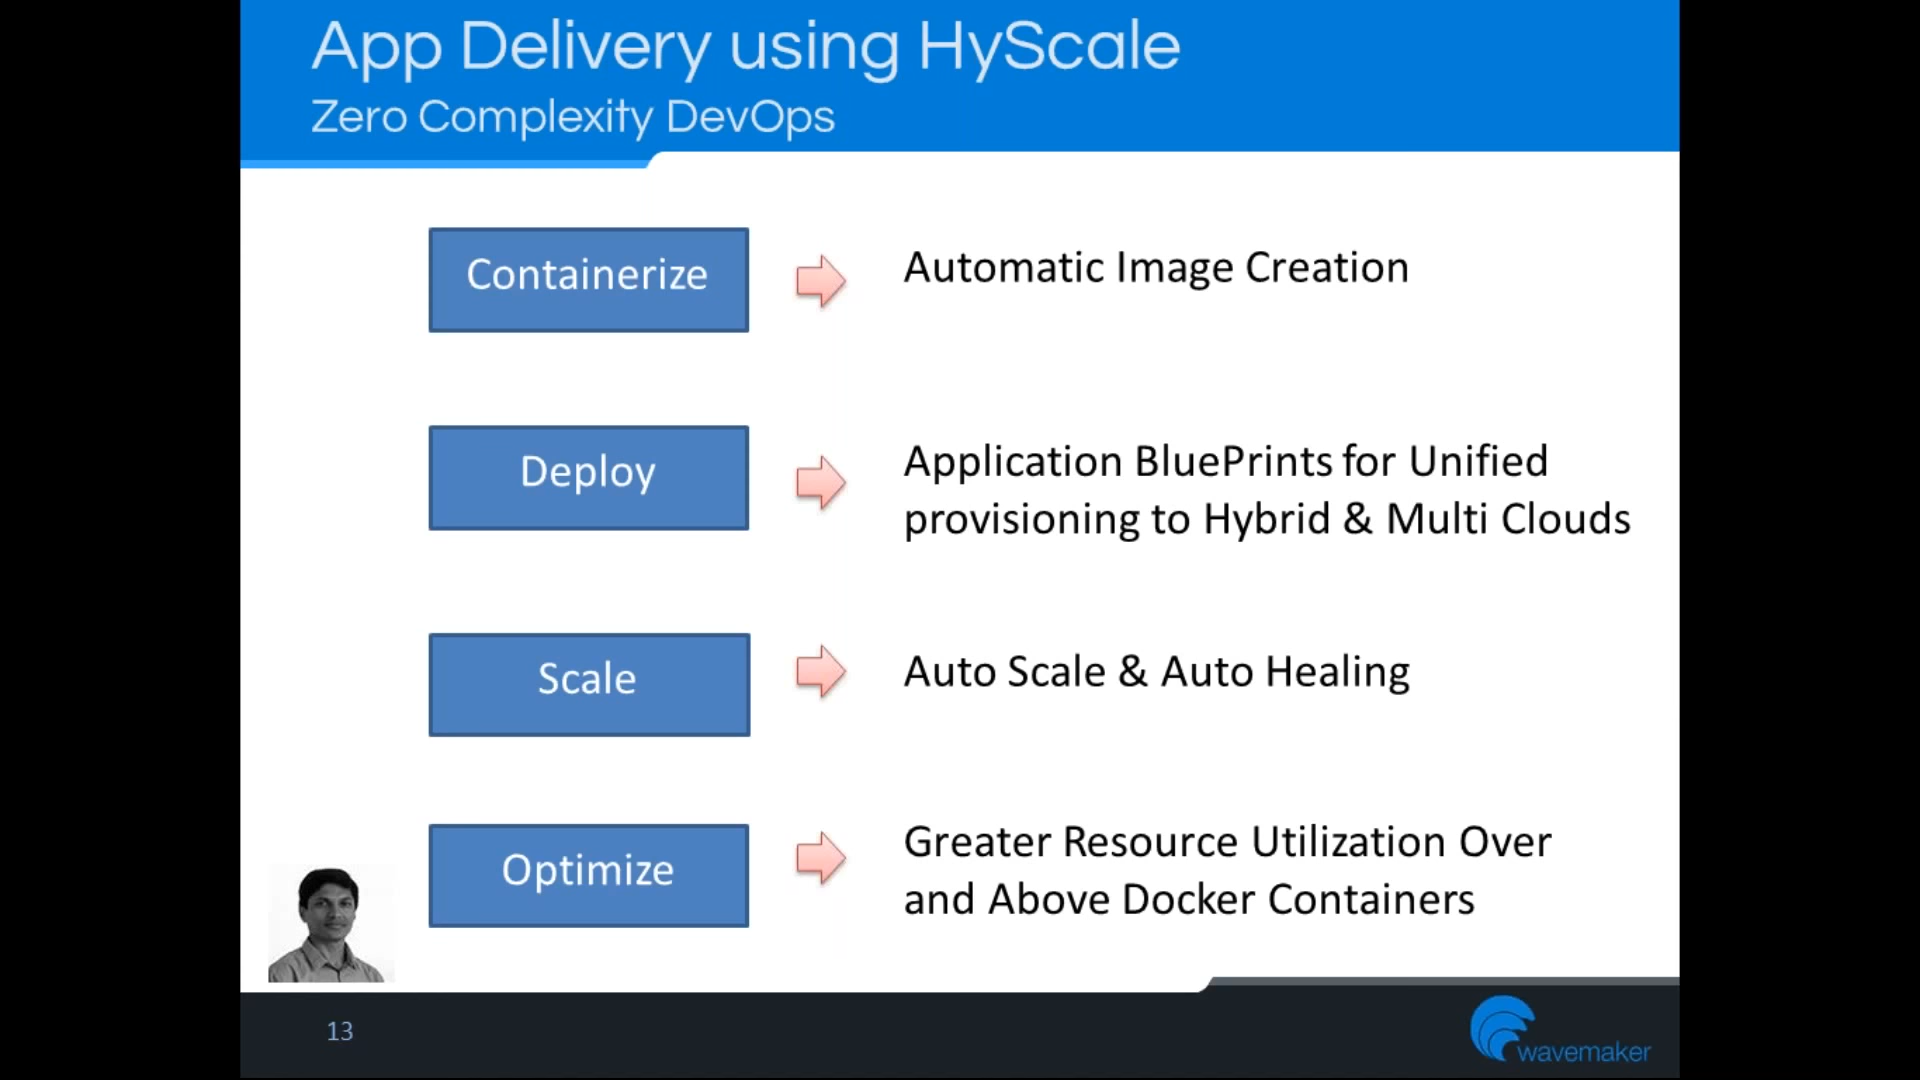 App Delivery using HyScale
Zero Complexity DevOps
Containerize
Automatic Image Creation
Deploy
Application BluePrints for Unified
provisioning to Hybrid & Multi Clouds
Scale
Auto Scale & Auto Healing
Optimize
Greater Resource Utilization Over
and Above Docker Containers
13
wavemaker